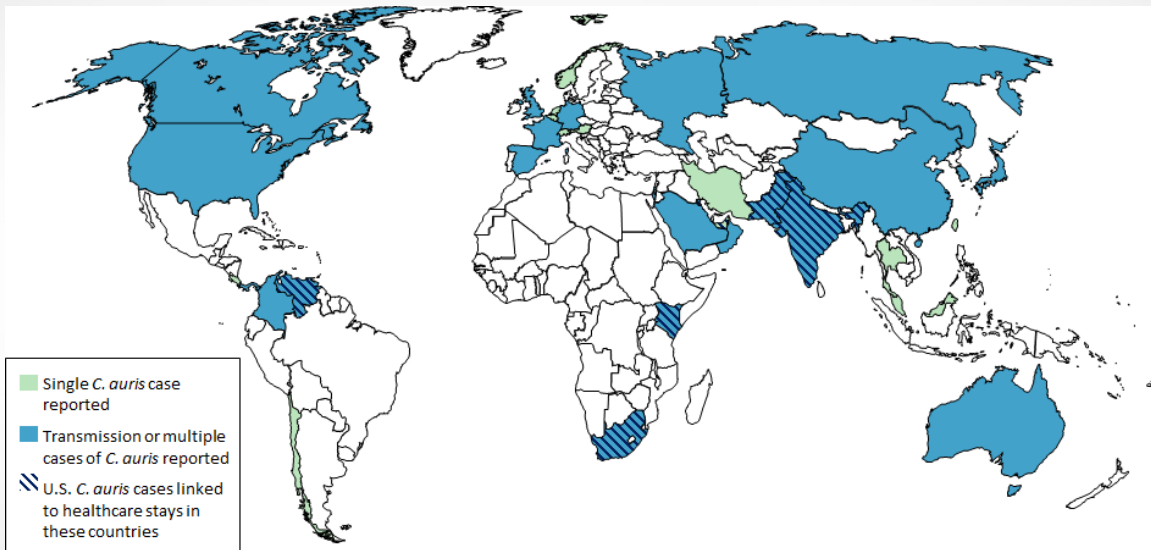 Single C. auris case
reported
Transmission or multiple
cases of C. auris reported
U.S. C. auris cases linked
to healthcare stays in
these countries